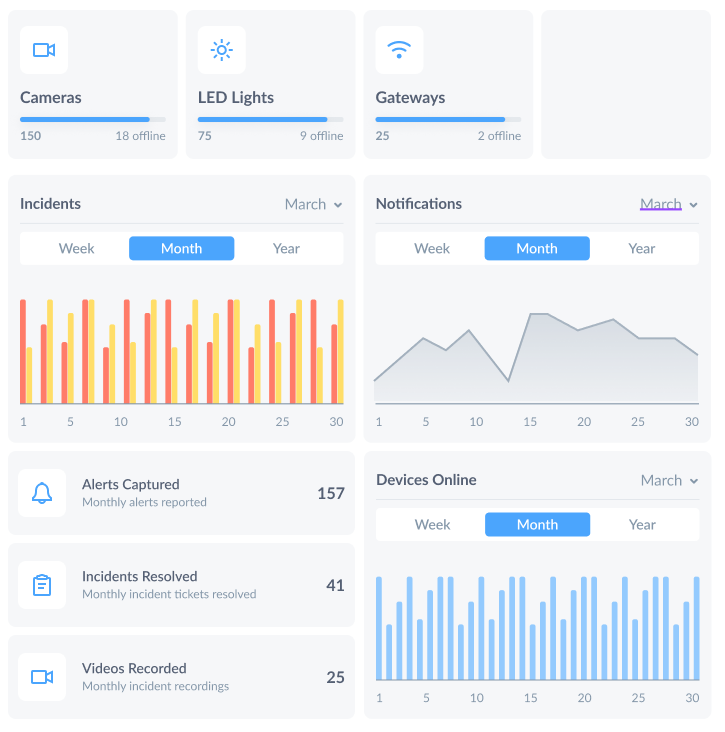 Cameras
150 18 offline
LED Lights
75 9 offline
Gateways
25 2 offline
Incidents March
Week Month Year
1 5 10 15 20 25 30
Notifications March
Week Month Year
1 5 10 15 20 25 30
Alerts Captured
Monthly alerts reported
157
Incidents Resolved
Monthly incident tickets resolved
41
Videos Recorded
Monthly incident recordings
25
Devices Online March
Week Month Year
1 5 10 15 20 25 30